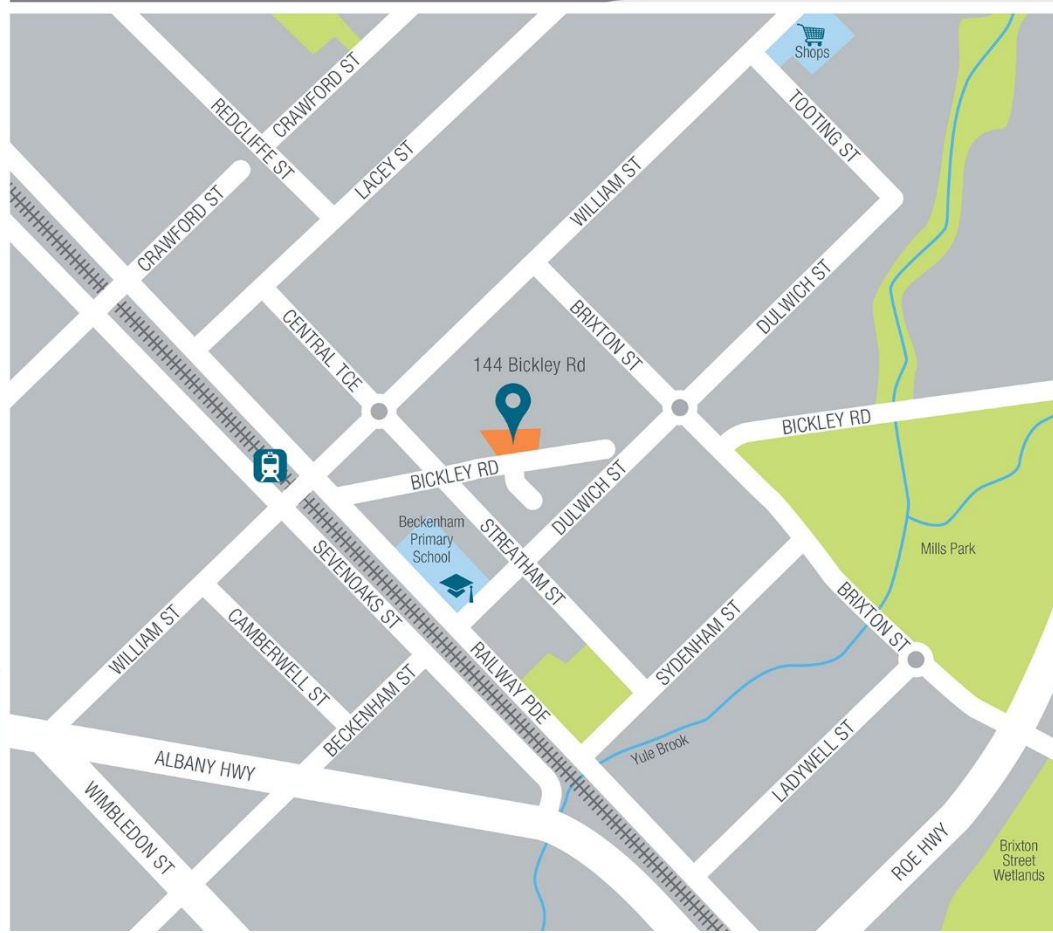 Shops
CRAWFORD ST
REDCLIFFE ST
TOOTING ST
LACEY ST
WILLIAM ST
CRAWFORD ST
DULWICH ST
BRIXTON ST
CENTRAL TCE
144 Bickley Rd
BICKLEY RD
BICKLEY RD
DULWICH ST
Beckenham
Primary
School
STREATHAM ST
SEVENOAKS ST
Mills Park
BRIXTON ST
WILLIAM ST
CAMBERWELL ST
SYDENHAM ST
RAILWAY PDE
BECKENHAM ST
Yule Brook
LADYWELL ST
ALBANY HWY
WIMBLEDON ST
ROE HWY
Brixton
Street
Wetlands